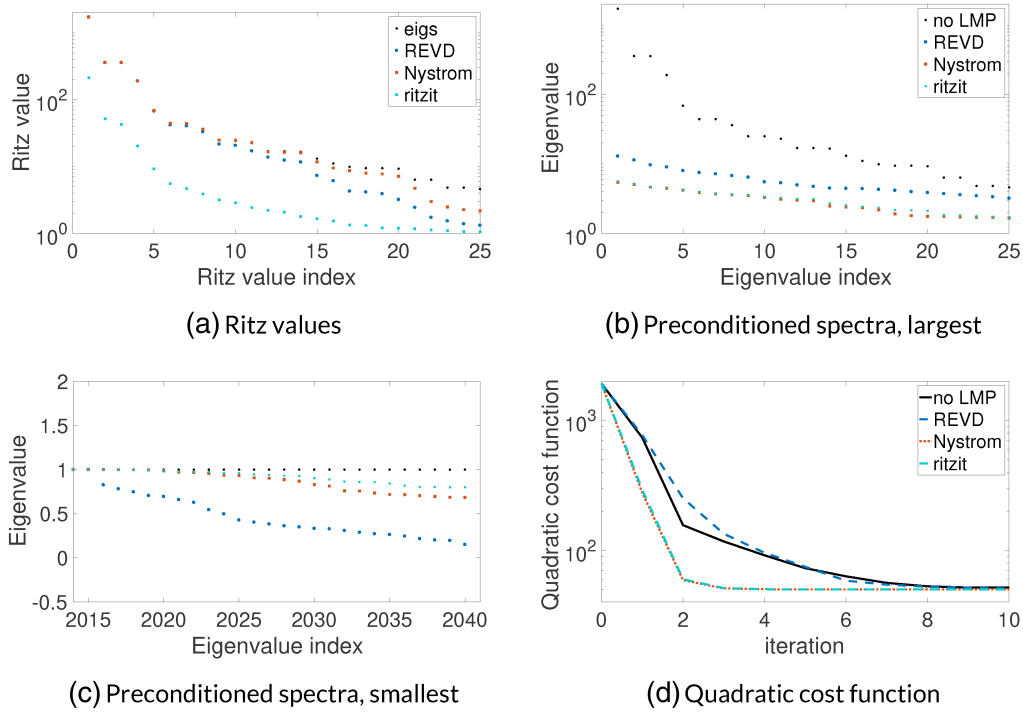 Ritz value
10^2
10^0
eigs
REVD
Nystrom
ritzit
0 5 10 15 20 25
Ritz value index
(a) Ritz values
Eigenvalue
10^2
10^0
no LMP
REVD
Nystrom
ritzit
0 5 10 15 20 25
Eigenvalue index
(b) Preconditioned spectra, largest
Eigenvalue
2
1.5
1
0.5
0
-0.5
2015 2020 2025 2030 2035 2040
Eigenvalue index
(c) Preconditioned spectra, smallest
Quadratic cost function
10^3
10^2
no LMP
REVD
Nystrom
ritzit
0 2 4 6 8 10
iteration
(d) Quadratic cost function